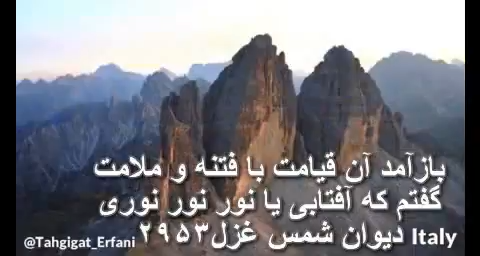 بازآمد آن قیامت با فتنه و ملامت
گفتم که آفتابی یا نور نور نوری
دیوان شمس غزل۲۹۵۳ Italy
@Tahgigat_Erfani